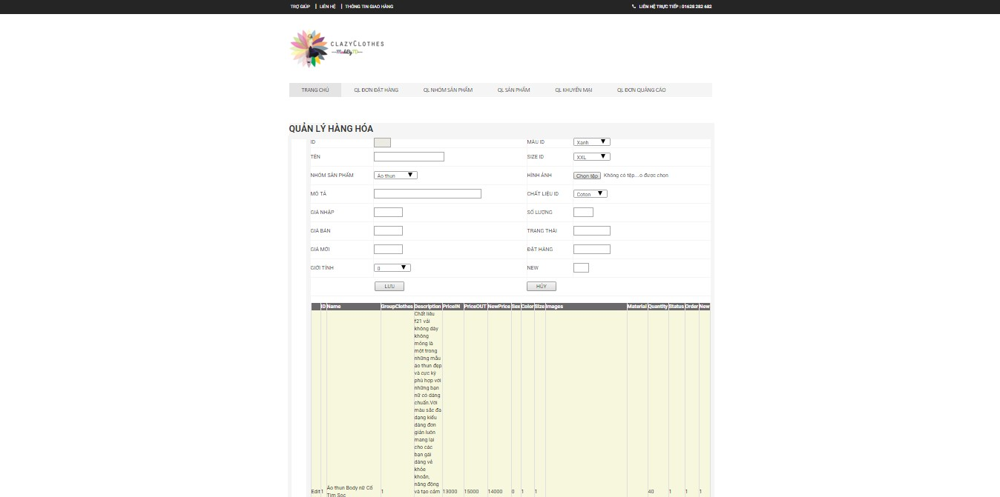 TRỢ GIÚP | LIÊN HỆ | THÔNG TIN GIAO HÀNG
LIÊN HỆ TRỰC TIẾP : 01628 282 682
CLAZYCLOTHES
TRANG CHỦ QL ĐƠN ĐẶT HÀNG QL NHÓM SẢN PHẨM QL SẢN PHẨM QL KHUYẾN MẠI QL ĐƠN QUẢNG CÁO
QUẢN LÝ HÀNG HÓA
ID MÀU ID Xanh
TÊN SIZE ID XXL
NHÓM SẢN PHẨM Áo thun HÌNH ẢNH Chọn tệp Không có tệp...o được chọn
MÔ TẢ CHẤT LIỆU ID Coton
GIÁ NHẬP SỐ LƯỢNG
GIÁ BÁN TRẠNG THÁI
GIÁ MỚI ĐẶT HÀNG
GIỚI TÍNH 0 NEW
LƯU HỦY
ID Name GroupClothes Description PriceIN PriceOUT NewPrice Sex Color Size Images Material Quantity Status Order New
Chất liệu
f21 vải
không dày
không
mỏng là
một trong
những mẫu
áo thun đẹp
và cực kỳ
phù hợp với
những bạn
nữ có dáng
chuẩn.Với
màu sắc đa
dạng kiểu
dáng đơn
giản luôn
mang lại
cho các
bạn gái
dáng vẻ
khỏe
khoắn,
năng động
Edit 1 Áo thun Body nữ Cổ Tim Sọc 1 và tạo cảm 13000 15000 14000 0 1 1 40 1 1 1